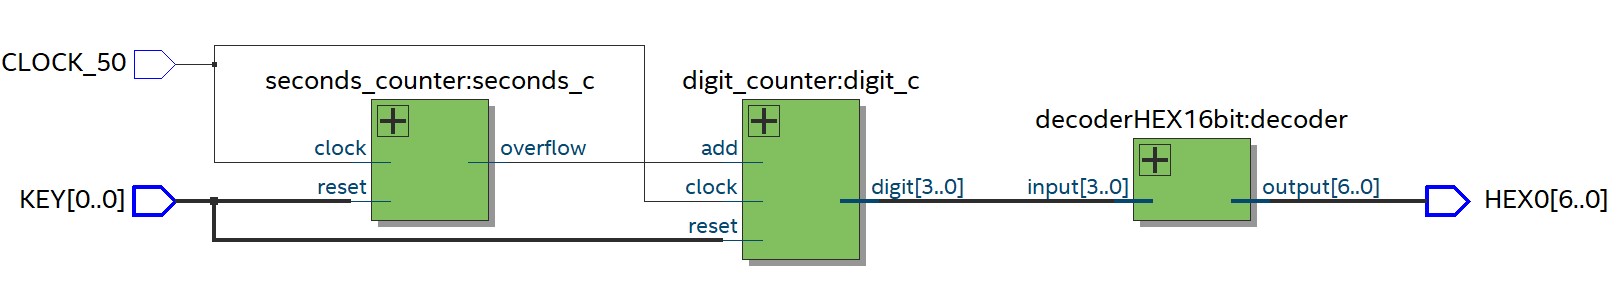 CLOCK_50
seconds_counter:seconds_c
digit_counter:digit_c
decoderHEX16bit:decoder
clock
overflow
add
reset
clock
digit[3..0]
input[3..0]
output[6..0]
KEY[0..0]
HEX0[6..0]
reset